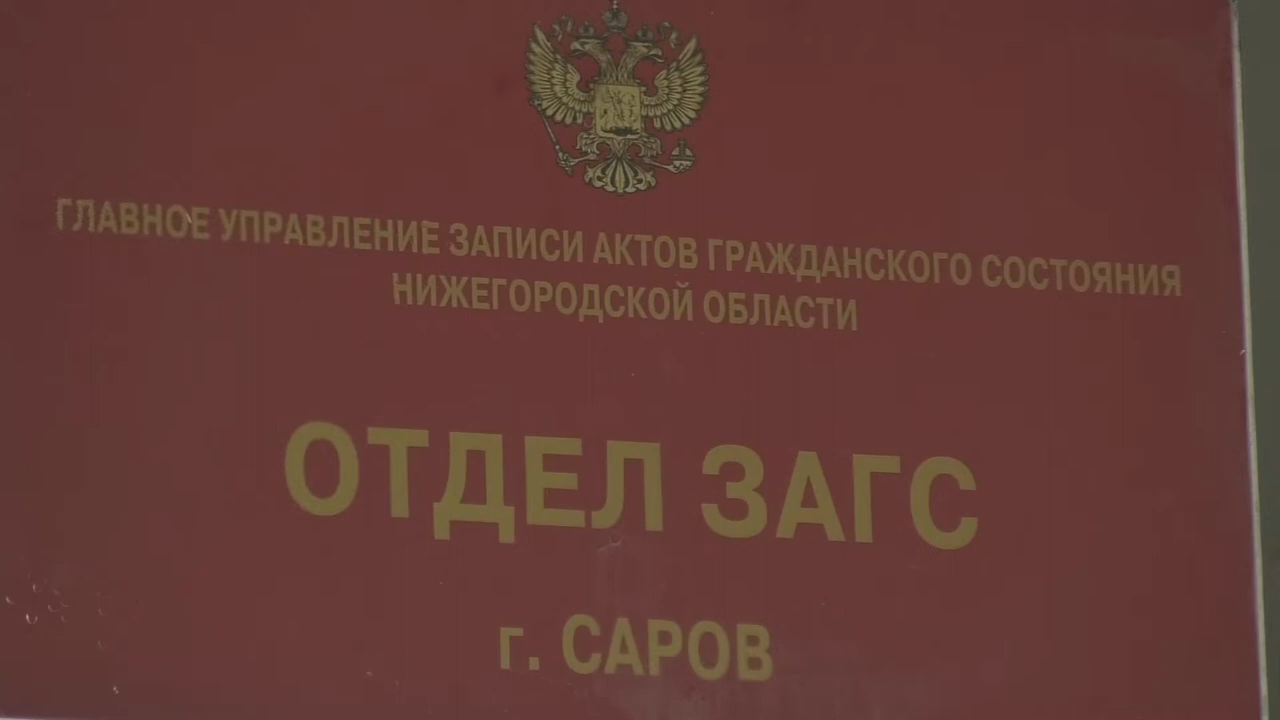 ГЛАВНОЕ УПРАВЛЕНИЕ ЗАПИСИ АКТОВ ГРАЖДАНСКОГО СОСТОЯНИЯ
НИЖЕГОРОДСКОЙ ОБЛАСТИ
ОТДЕЛ ЗАГС
г. САРОВ